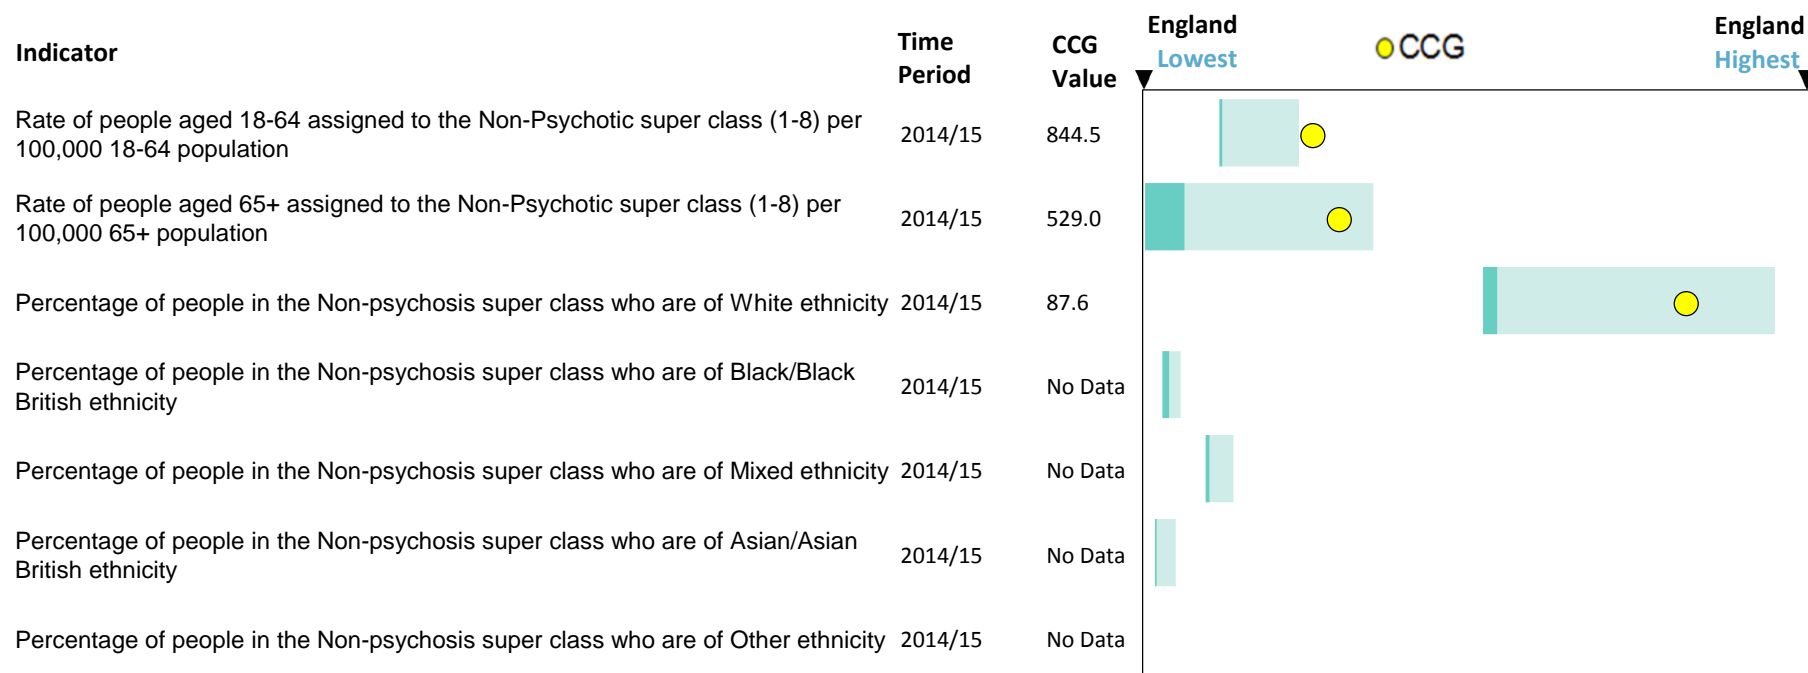 Indicator
Time
Period
CCG
Value
England
Lowest
CCG
England
Highest
Rate of people aged 18-64 assigned to the Non-Psychotic super class (1-8) per
100,000 18-64 population
2014/15
844.5
Rate of people aged 65+ assigned to the Non-Psychotic super class (1-8) per
100,000 65+ population
2014/15
529.0
Percentage of people in the Non-psychosis super class who are of White ethnicity
2014/15
87.6
Percentage of people in the Non-psychosis super class who are of Black/Black
British ethnicity
2014/15
No Data
Percentage of people in the Non-psychosis super class who are of Mixed ethnicity
2014/15
No Data
Percentage of people in the Non-psychosis super class who are of Asian/Asian
British ethnicity
2014/15
No Data
Percentage of people in the Non-psychosis super class who are of Other ethnicity
2014/15
No Data